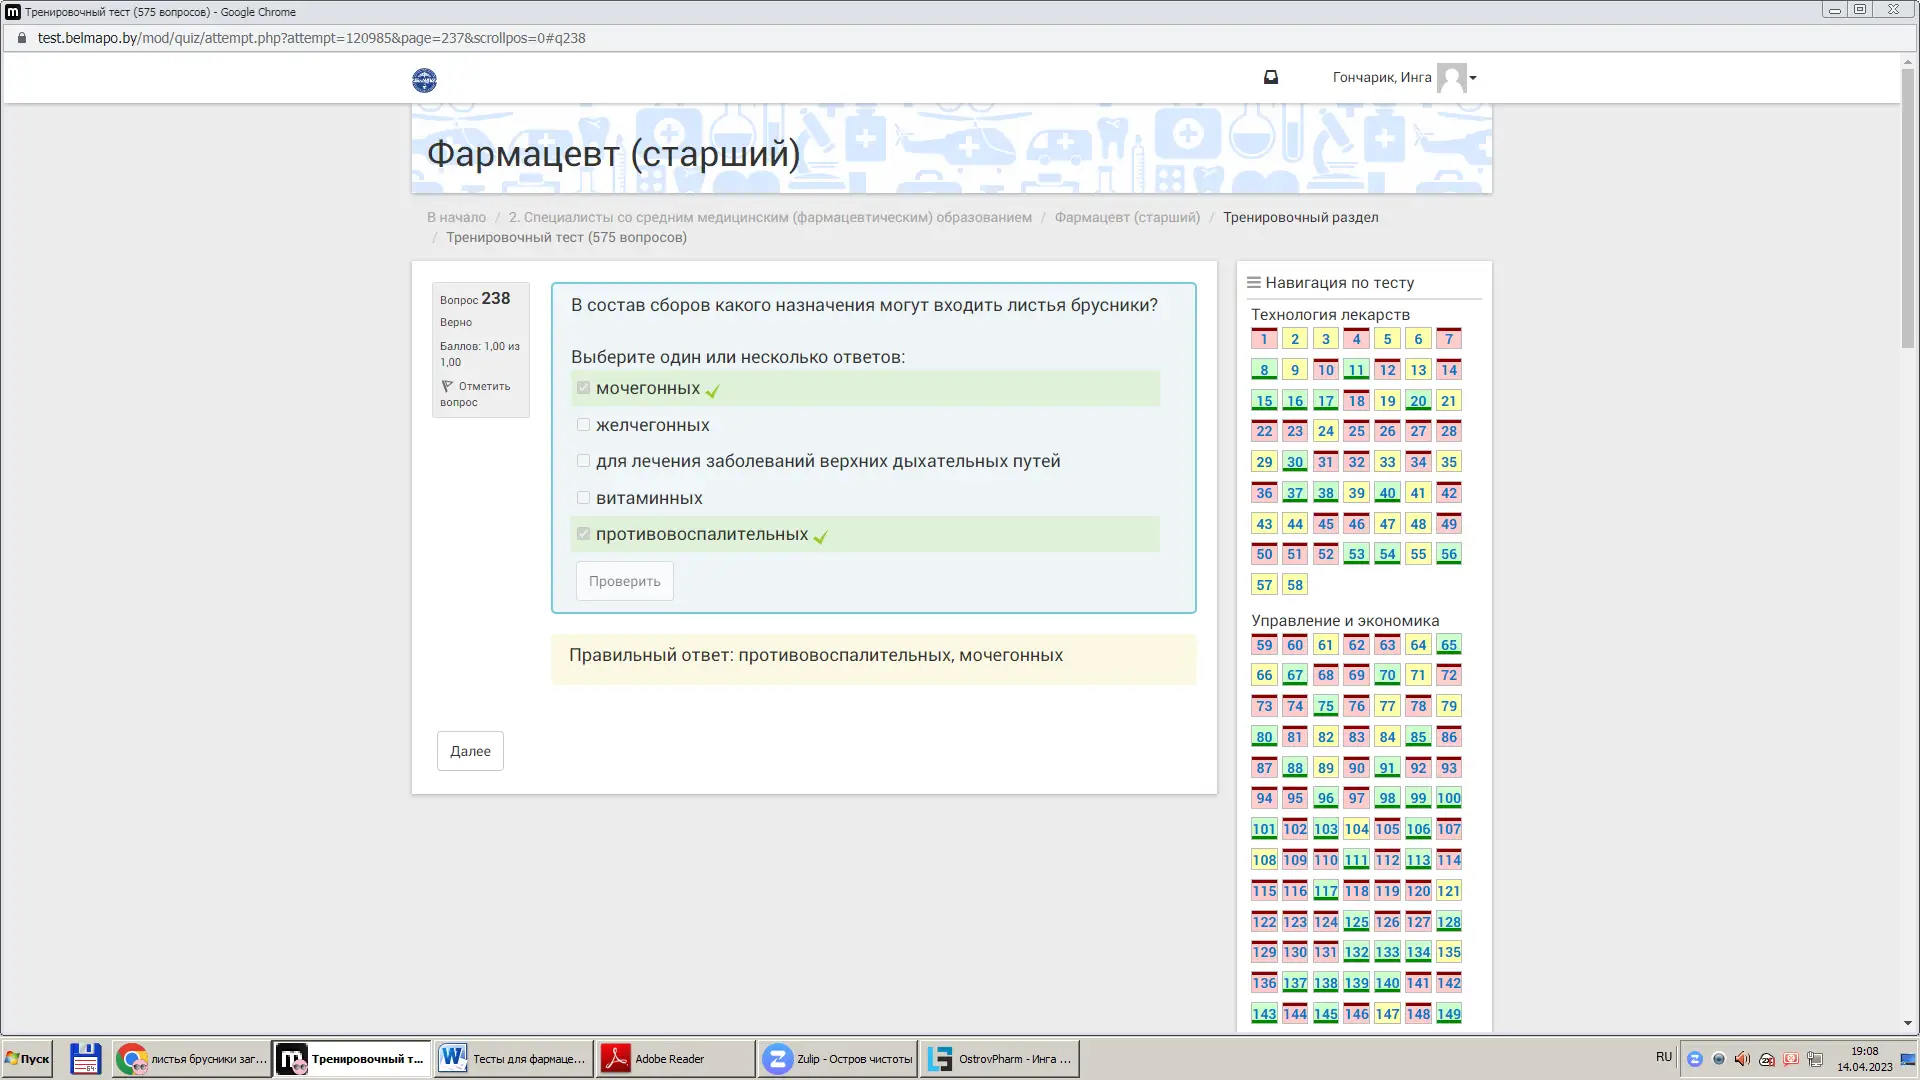 Тренировочный тест (575 вопросов) - Google Chrome
test.belmapo.by/mod/quiz/attempt.php?attempt=120985&page=237&scrollpos=0#q238
Гончарик, Инга
Фармацевт (старший)
В начало / 2. Специалисты со средним медицинским (фармацевтическим) образованием / Фармацевт (старший) / Тренировочный раздел
/ Тренировочный тест (575 вопросов)
Вопрос 238
Верно
Баллов: 1,00 из
1,00
Отметить
вопрос
В состав сборов какого назначения могут входить листья брусники?
Выберите один или несколько ответов:
мочегонных
желчегонных
для лечения заболеваний верхних дыхательных путей
витаминных
противовоспалительных
Проверить
Правильный ответ: противовоспалительных, мочегонных
Далее
Навигация по тесту
Технология лекарств
1 2 3 4 5 6 7
8 9 10 11 12 13 14
15 16 17 18 19 20 21
22 23 24 25 26 27 28
29 30 31 32 33 34 35
36 37 38 39 40 41 42
43 44 45 46 47 48 49
50 51 52 53 54 55 56
57 58
Управление и экономика
59 60 61 62 63 64 65
66 67 68 69 70 71 72
73 74 75 76 77 78 79
80 81 82 83 84 85 86
87 88 89 90 91 92 93
94 95 96 97 98 99 100
101 102 103 104 105 106 107
108 109 110 111 112 113 114
115 116 117 118 119 120 121
122 123 124 125 126 127 128
129 130 131 132 133 134 135
136 137 138 139 140 141 142
143 144 145 146 147 148 149
Пуск
листья брусники заг...
Тренировочный т...
Тесты для фармаце...
Adobe Reader
Zulip - Остров чистоты
OstrovPharm - Инга ...
RU
19:08
14.04.2023